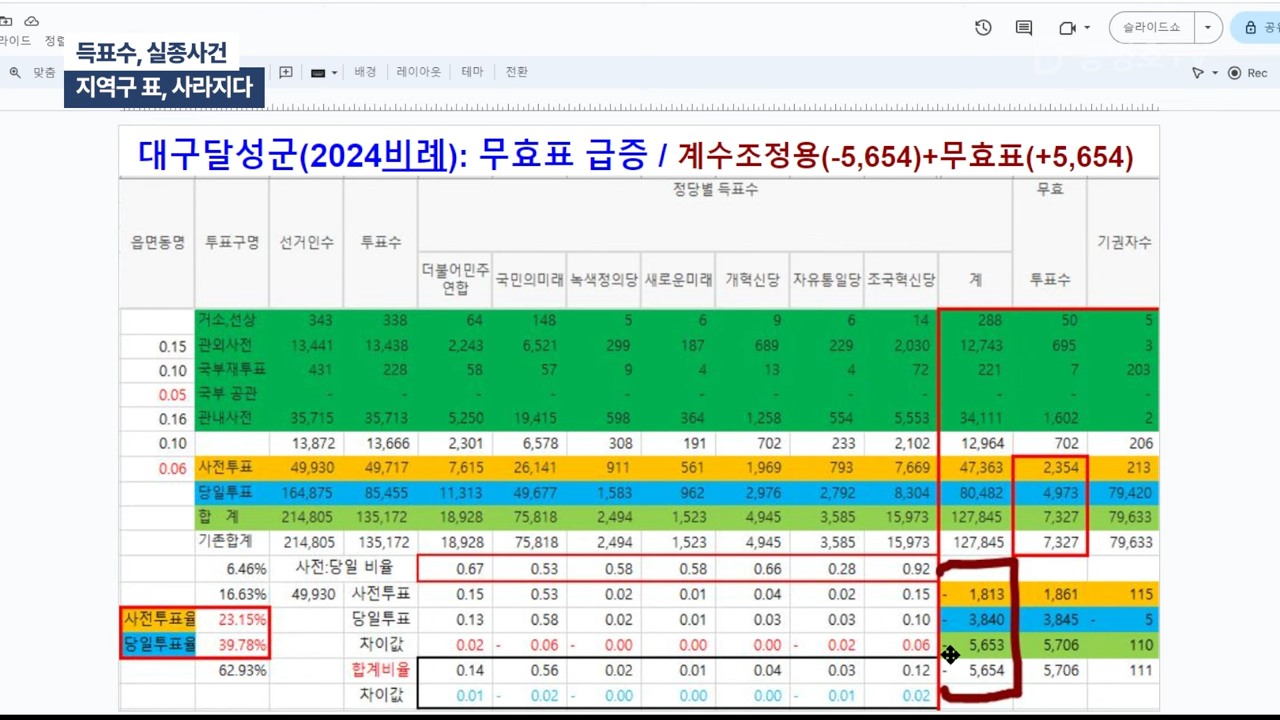 라이드 정렬
슬라이드쇼
공유
득표수, 실종사건
지역구 표, 사라지다
맞춤 배경 레이아웃 테마 전환 Rec
대구달성군(2024비례): 무효표 급증 / 계수조정용(-5,654)+무효표(+5,654)
읍면동명 투표구명 선거인수 투표수 정당별 득표수 무효 투표수 기권자수
더불어민주연합 국민의미래 녹색정의당 새로운미래 개혁신당 자유통일당 조국혁신당 계
거소,선상 343 338 64 148 5 6 9 6 14 288 50 5
0.15 관외사전 13,441 13,438 2,243 6,521 299 187 689 229 2,030 12,743 695 3
0.10 국부재투표 431 228 58 57 9 4 13 4 72 221 7 203
0.05 국부 공관 - - - - - - - - - - - -
0.16 관내사전 35,715 35,713 5,250 19,415 598 364 1,258 554 5,553 34,111 1,602 2
0.10 13,872 13,666 2,301 6,578 308 191 702 233 2,102 12,964 702 206
0.06 사전투표 49,930 49,717 7,615 26,141 911 561 1,969 793 7,669 47,363 2,354 213
당일투표 164,875 85,455 11,313 49,677 1,583 962 2,976 2,792 8,304 80,482 4,973 79,420
합 계 214,805 135,172 18,928 75,818 2,494 1,523 4,945 3,585 15,973 127,845 7,327 79,633
기존합계 214,805 135,172 18,928 75,818 2,494 1,523 4,945 3,585 15,973 127,845 7,327 79,633
6.46% 사전:당일 비율 0.67 0.53 0.58 0.58 0.66 0.28 0.92
16.63% 49,930 사전투표 0.15 0.53 0.02 0.01 0.04 0.02 0.15 - 1,813 1,861 115
사전투표율 23.15% 당일투표 0.13 0.58 0.02 0.01 0.03 0.03 0.10 - 3,840 3,845 - 5
당일투표율 39.78% 차이값 0.02 - 0.06 - 0.00 0.00 0.00 - 0.02 0.06 5,653 5,706 110
62.93% 합계비율 0.14 0.56 0.02 0.01 0.04 0.03 0.12 - 5,654 5,706 111
차이값 0.01 - 0.02 - 0.00 0.00 0.00 - 0.01 0.02